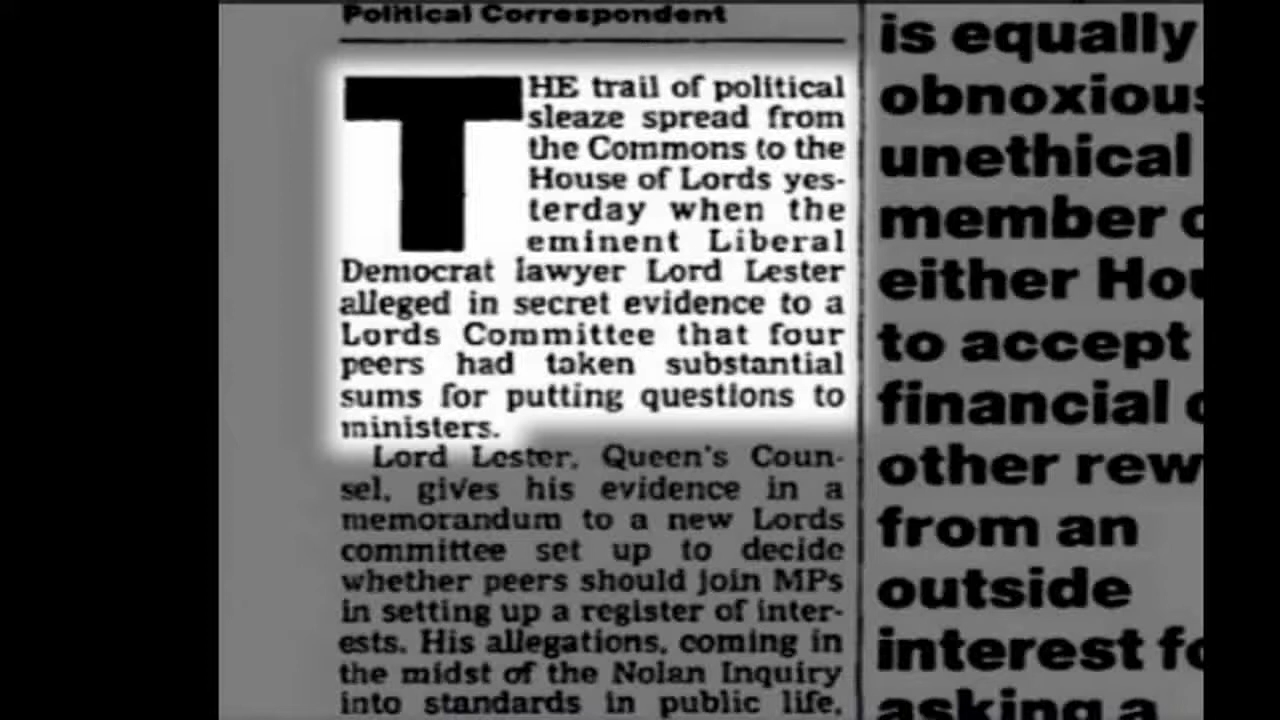 Political Correspondent
THE trail of political
sleaze spread from
the Commons to the
House of Lords yes-
terday when the
eminent Liberal
Democrat lawyer Lord Lester
alleged in secret evidence to a
Lords Committee that four
peers had taken substantial
sums for putting questions to
ministers.
Lord Lester, Queen's Coun-
sel, gives his evidence in a
memorandum to a new Lords
committee set up to decide
whether peers should join MPs
in setting up a register of inter-
ests. His allegations, coming in
the midst of the Nolan Inquiry
into standards in public life,
is equally
obnoxious
unethical
member
either
to accept
financial
other
from an
outside
interest
asking a